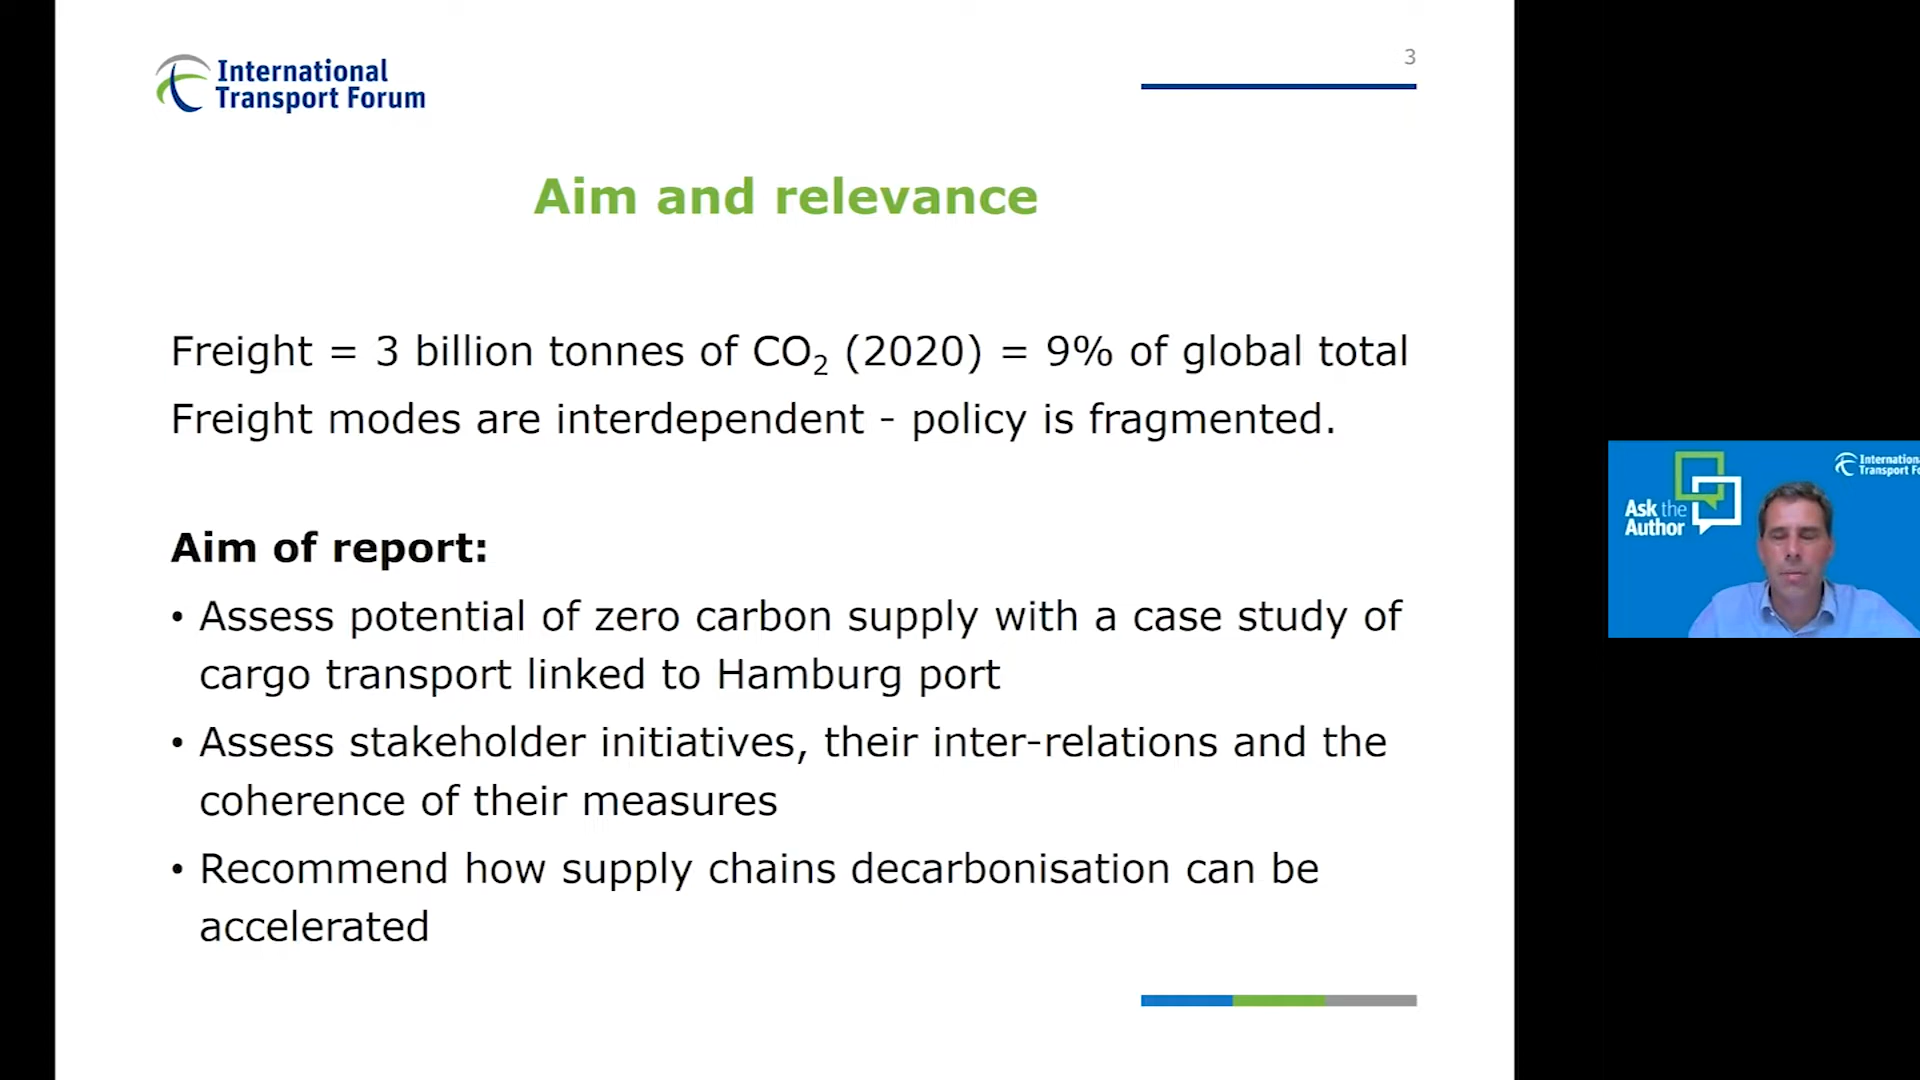 International
Transport Forum
3
Aim and relevance
Freight = 3 billion tonnes of CO₂ (2020) = 9% of global total
Freight modes are interdependent - policy is fragmented.
Aim of report:
• Assess potential of zero carbon supply with a case study of
cargo transport linked to Hamburg port
• Assess stakeholder initiatives, their inter-relations and the
coherence of their measures
• Recommend how supply chains decarbonisation can be
accelerated
Ask the
Author
Internation
Transport Fo